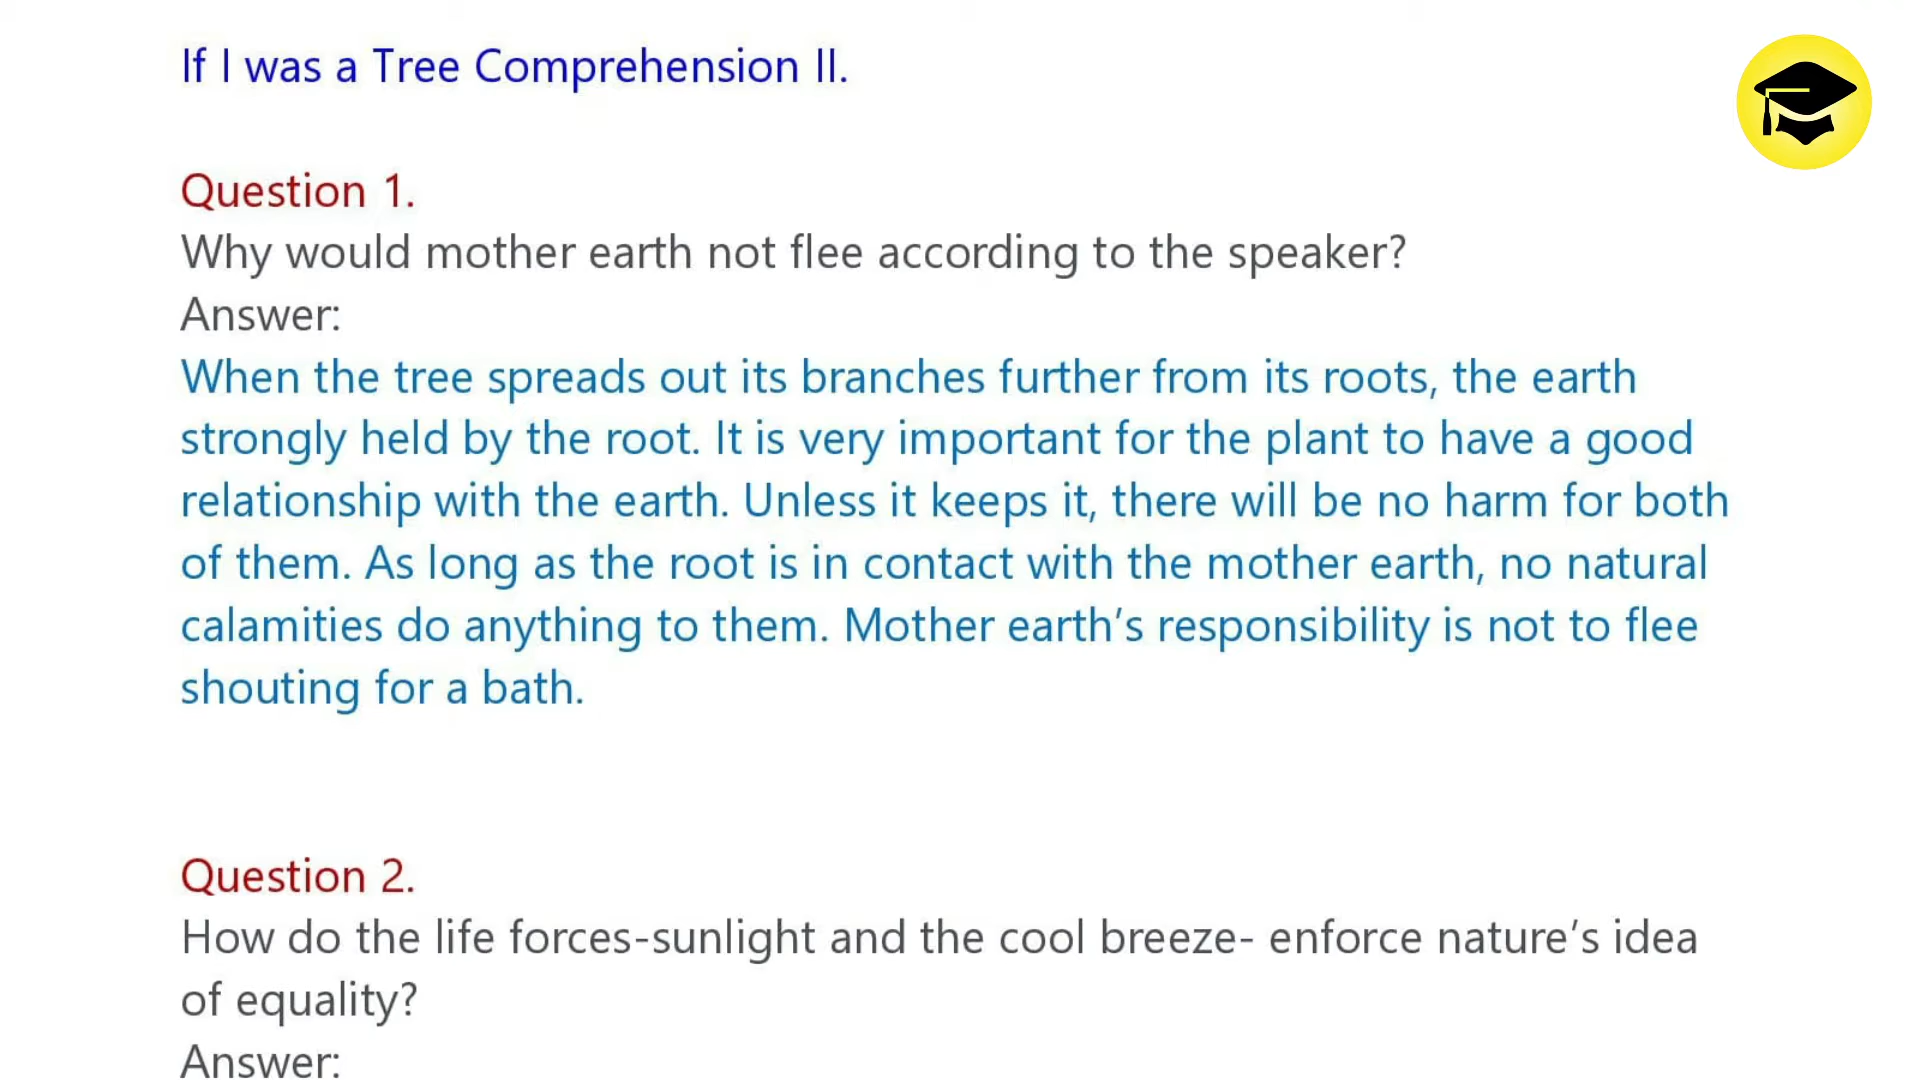 If I was a Tree Comprehension II.
Question 1.
Why would mother earth not flee according to the speaker?
Answer:
When the tree spreads out its branches further from its roots, the earth
strongly held by the root. It is very important for the plant to have a good
relationship with the earth. Unless it keeps it, there will be no harm for both
of them. As long as the root is in contact with the mother earth, no natural
calamities do anything to them. Mother earth’s responsibility is not to flee
shouting for a bath.
Question 2.
How do the life forces-sunlight and the cool breeze- enforce nature’s idea
of equality?
Answer: